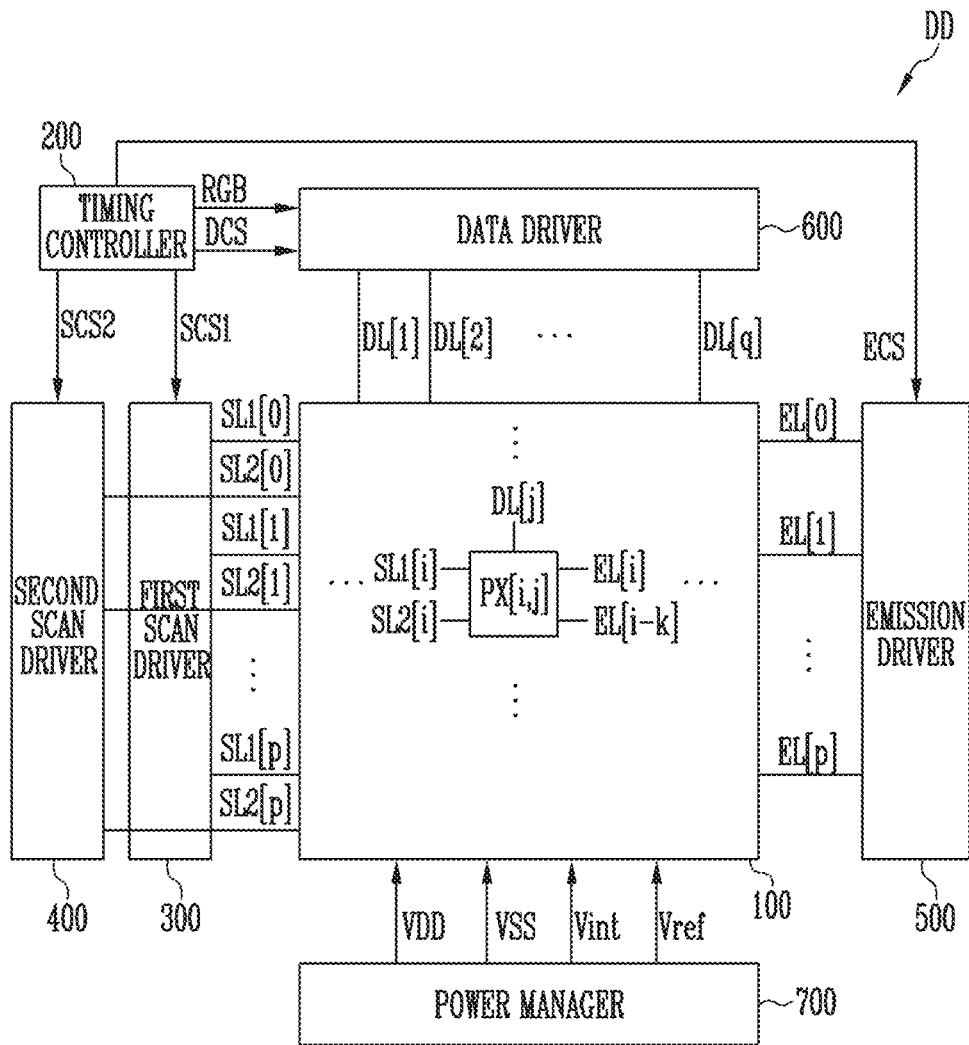 DD
200
TIMING
CONTROLLER
RGB
DCS
DATA DRIVER
600
SCS2
SCS1
DL[1]
DL[2]
...
DL[q]
ECS
SL1[0]
SL2[0]
SL1[1]
SL2[1]
SL1[p]
SL2[p]
SECOND
SCAN
DRIVER
FIRST
SCAN
DRIVER
DL[j]
...
SL1[i]
SL2[i]
PX[i,j]
EL[i]
EL[i-k]
...
EL[0]
EL[1]
EL[p]
EMISSION
DRIVER
400
300
100
500
VDD
VSS
Vint
Vref
POWER MANAGER
700